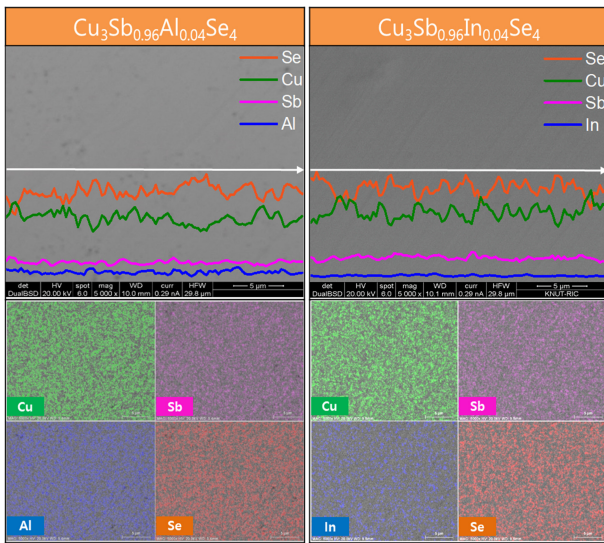 Cu3Sb0.96Al0.04Se4
Se
Cu
Sb
Al
det HV spot mag WD curr HFW 5 μm
DualBSD 20.00 kV 6.0 5 000 x 10.0 mm 0.29 nA 29.8 μm
Cu
Sb
Al
Se
Cu3Sb0.96In0.04Se4
Se
Cu
Sb
In
det HV spot mag WD curr HFW 5 μm
DualBSD 20.00 kV 6.0 5 000 x 10.1 mm 0.29 nA 29.8 μm KNUT-RIC
Cu
Sb
In
Se